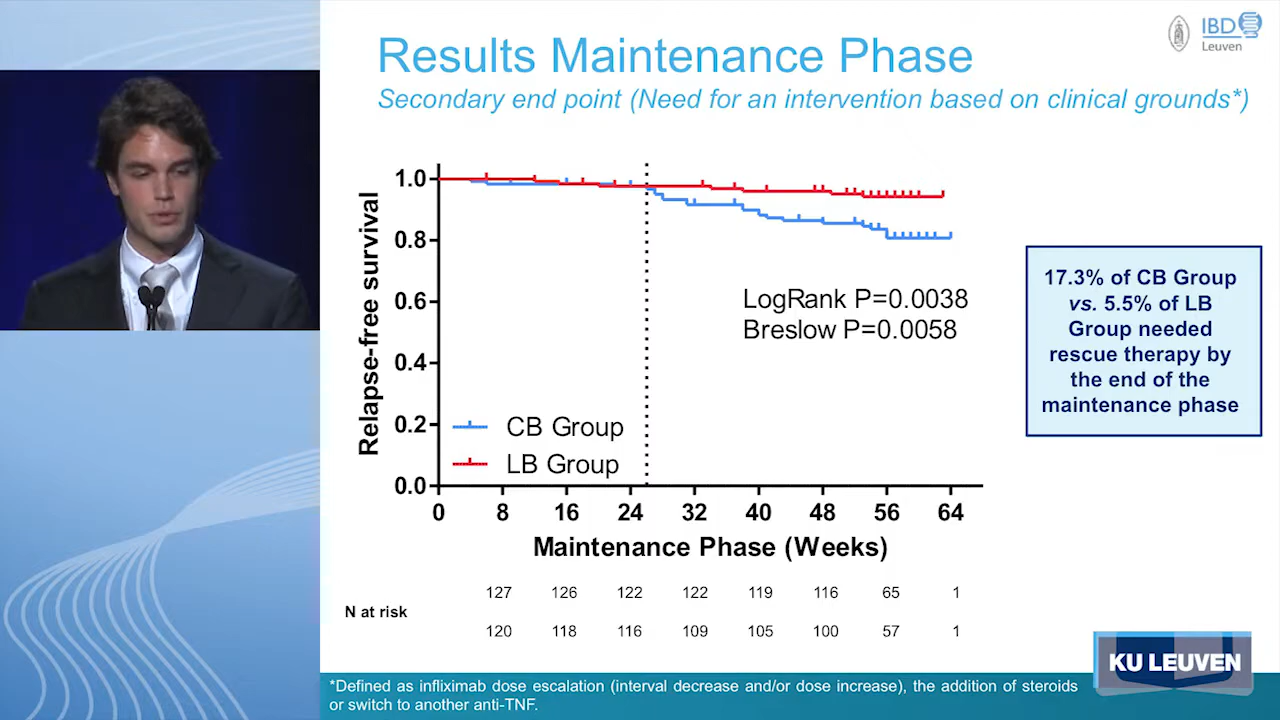 Results Maintenance Phase
Secondary end point (Need for an intervention based on clinical grounds*)
IBD
Leuven
Relapse-free survival
1.0
0.8
0.6
0.4
0.2
0.0
LogRank P=0.0038
Breslow P=0.0058
CB Group
LB Group
0 8 16 24 32 40 48 56 64
Maintenance Phase (Weeks)
17.3% of CB Group
vs. 5.5% of LB
Group needed
rescue therapy by
the end of the
maintenance phase
N at risk
127 126 122 122 119 116 65 1
120 118 116 109 105 100 57 1
KU LEUVEN
*Defined as infliximab dose escalation (interval decrease and/or dose increase), the addition of steroids
or switch to another anti-TNF.